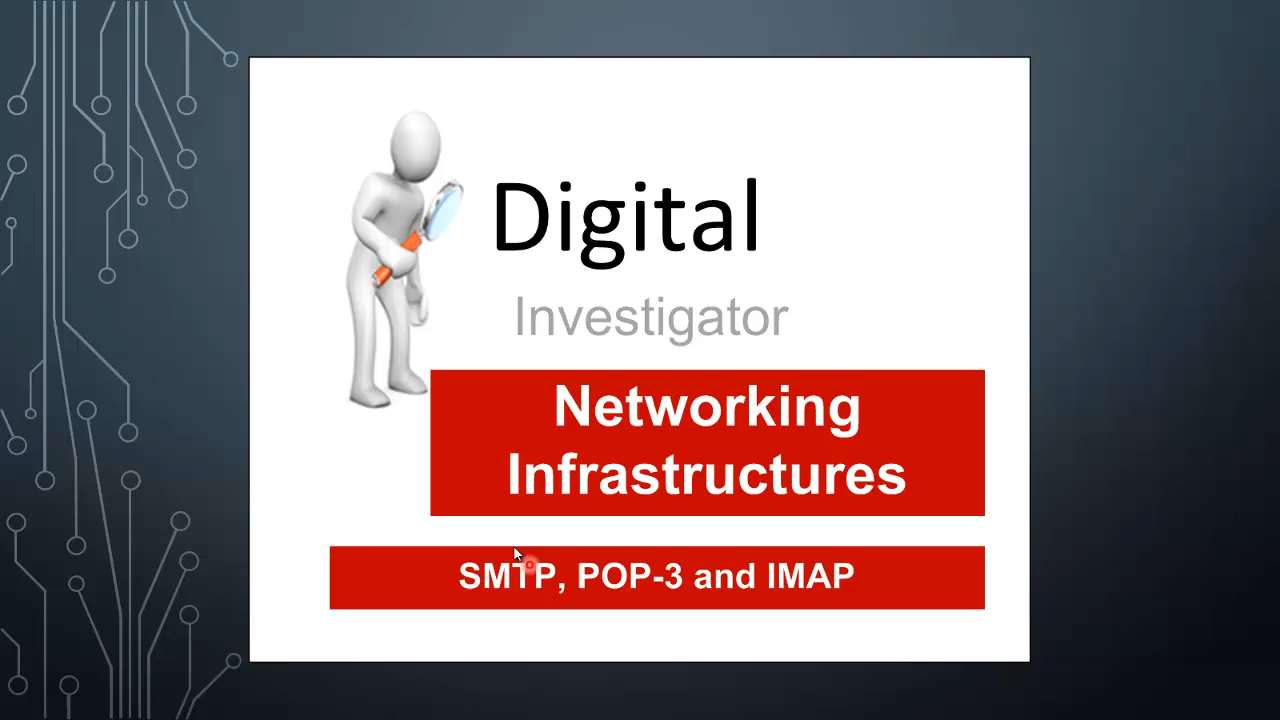 Digital
Investigator
Networking
Infrastructures
SMTP, POP-3 and IMAP